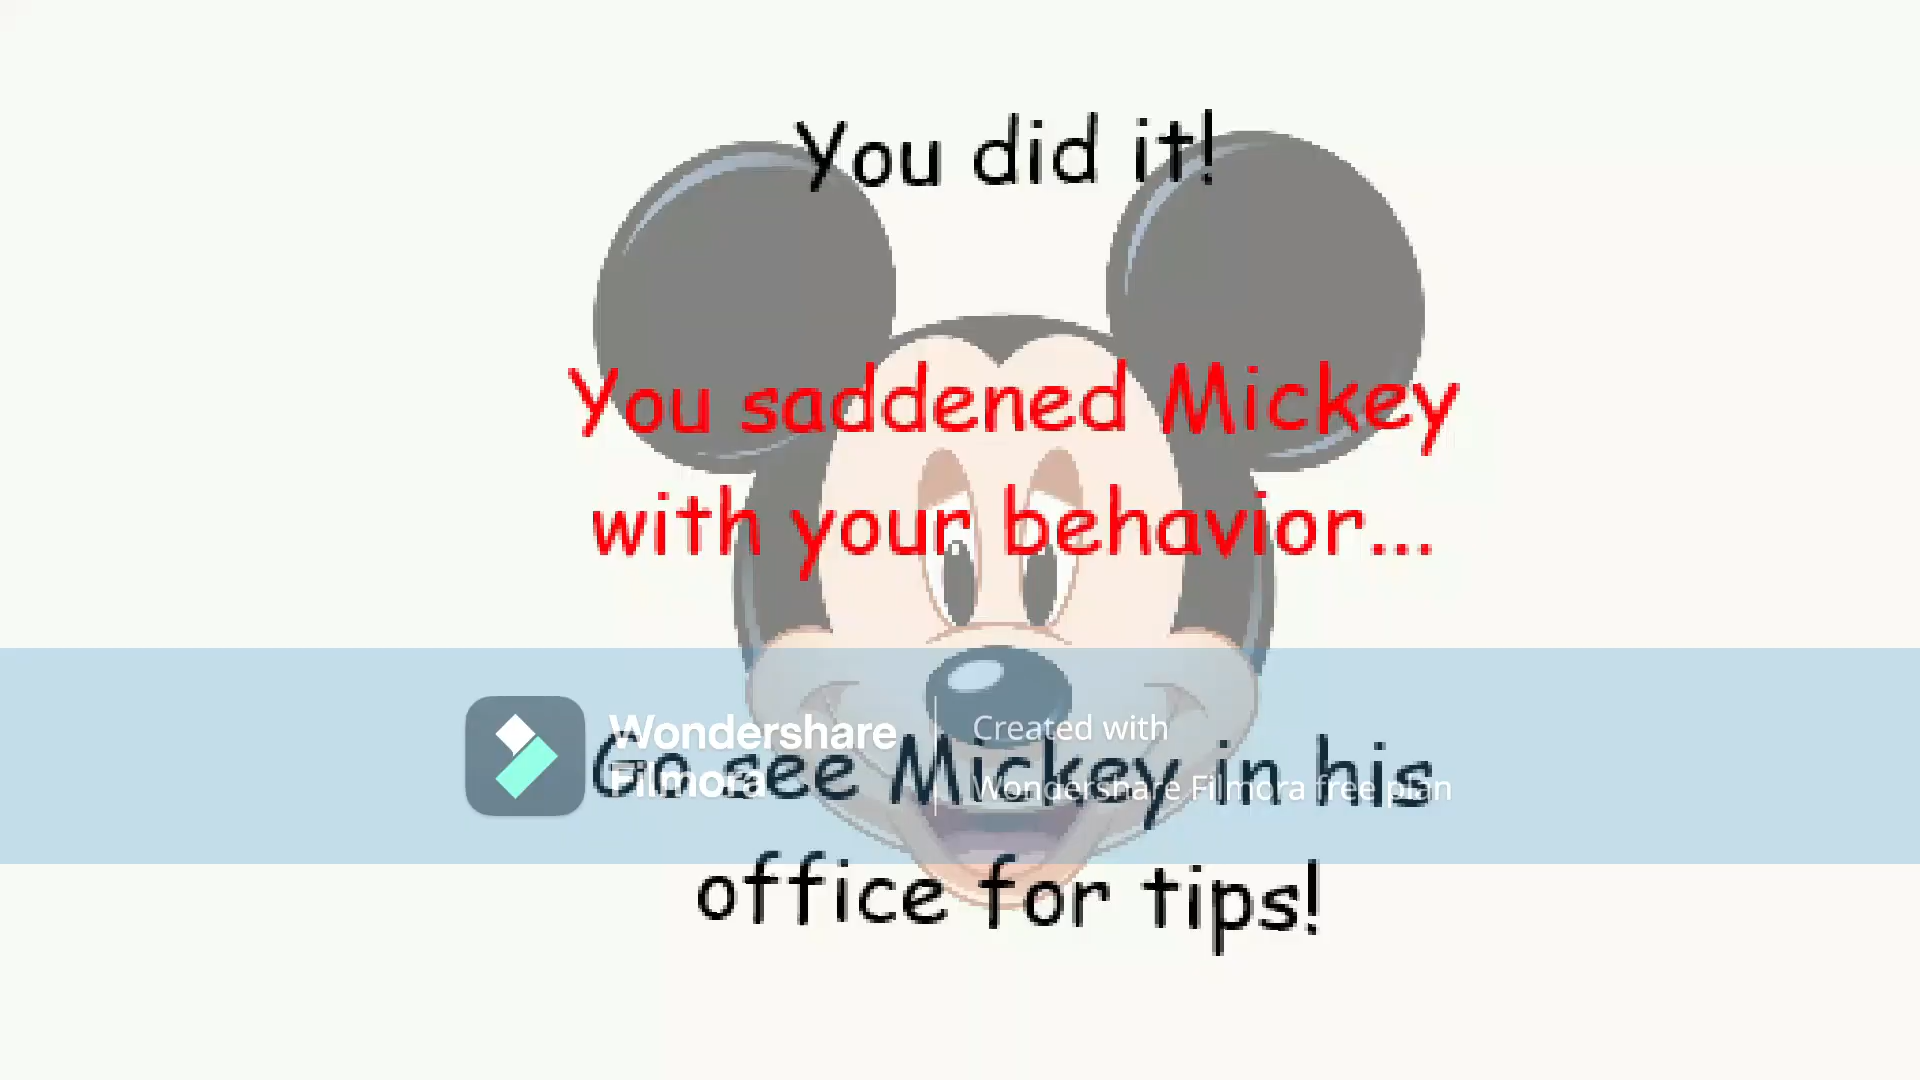 You did it!
You saddened Mickey
with your behavior...
Wondershare
Filmora
Created with
Wondershare Filmora free plan
Go see Mickey in his
office for tips!